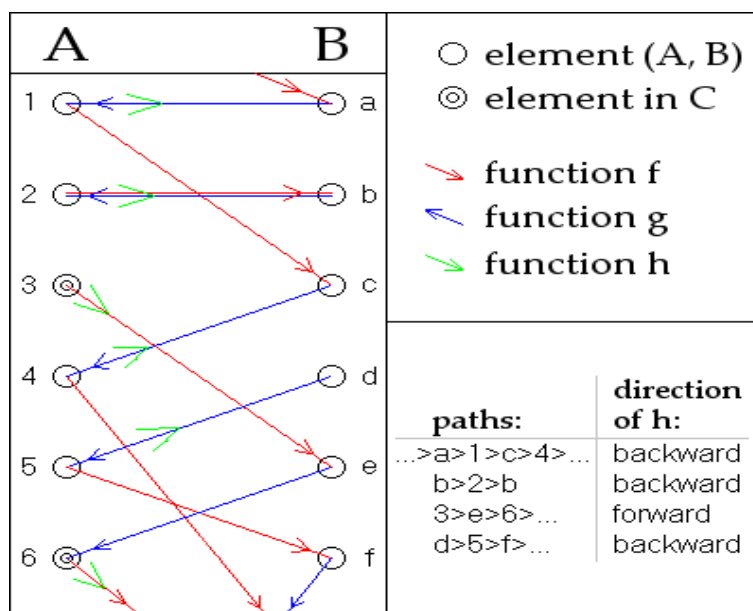 A B
1 a
2 b
3 c
4 d
5 e
6 f
element (A, B)
element in C
function f
function g
function h
paths: direction of h:
...>a>1>c>4>... backward
b>2>b backward
3>e>6>... forward
d>5>f>... backward